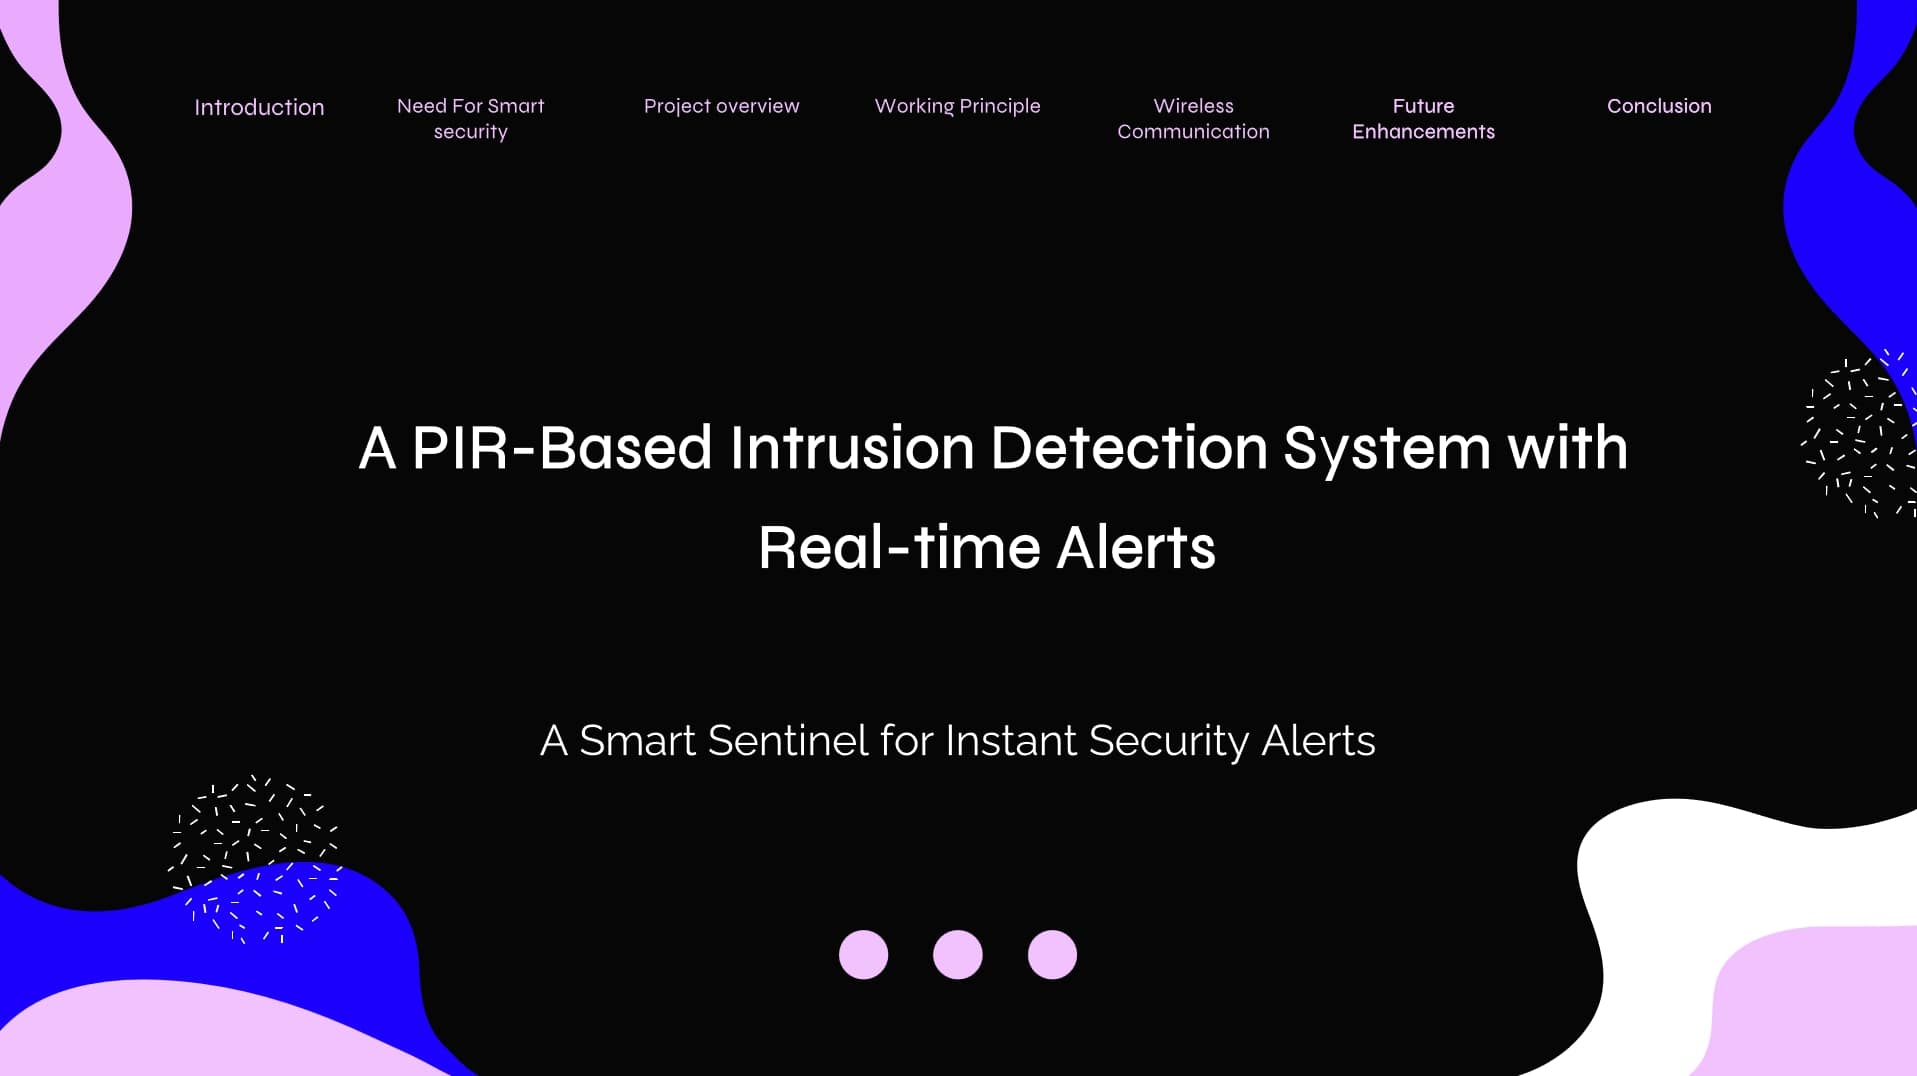 Introduction
Need For Smart
security
Project overview
Working Principle
Wireless
Communication
Future
Enhancements
Conclusion
A PIR-Based Intrusion Detection System with
Real-time Alerts
A Smart Sentinel for Instant Security Alerts